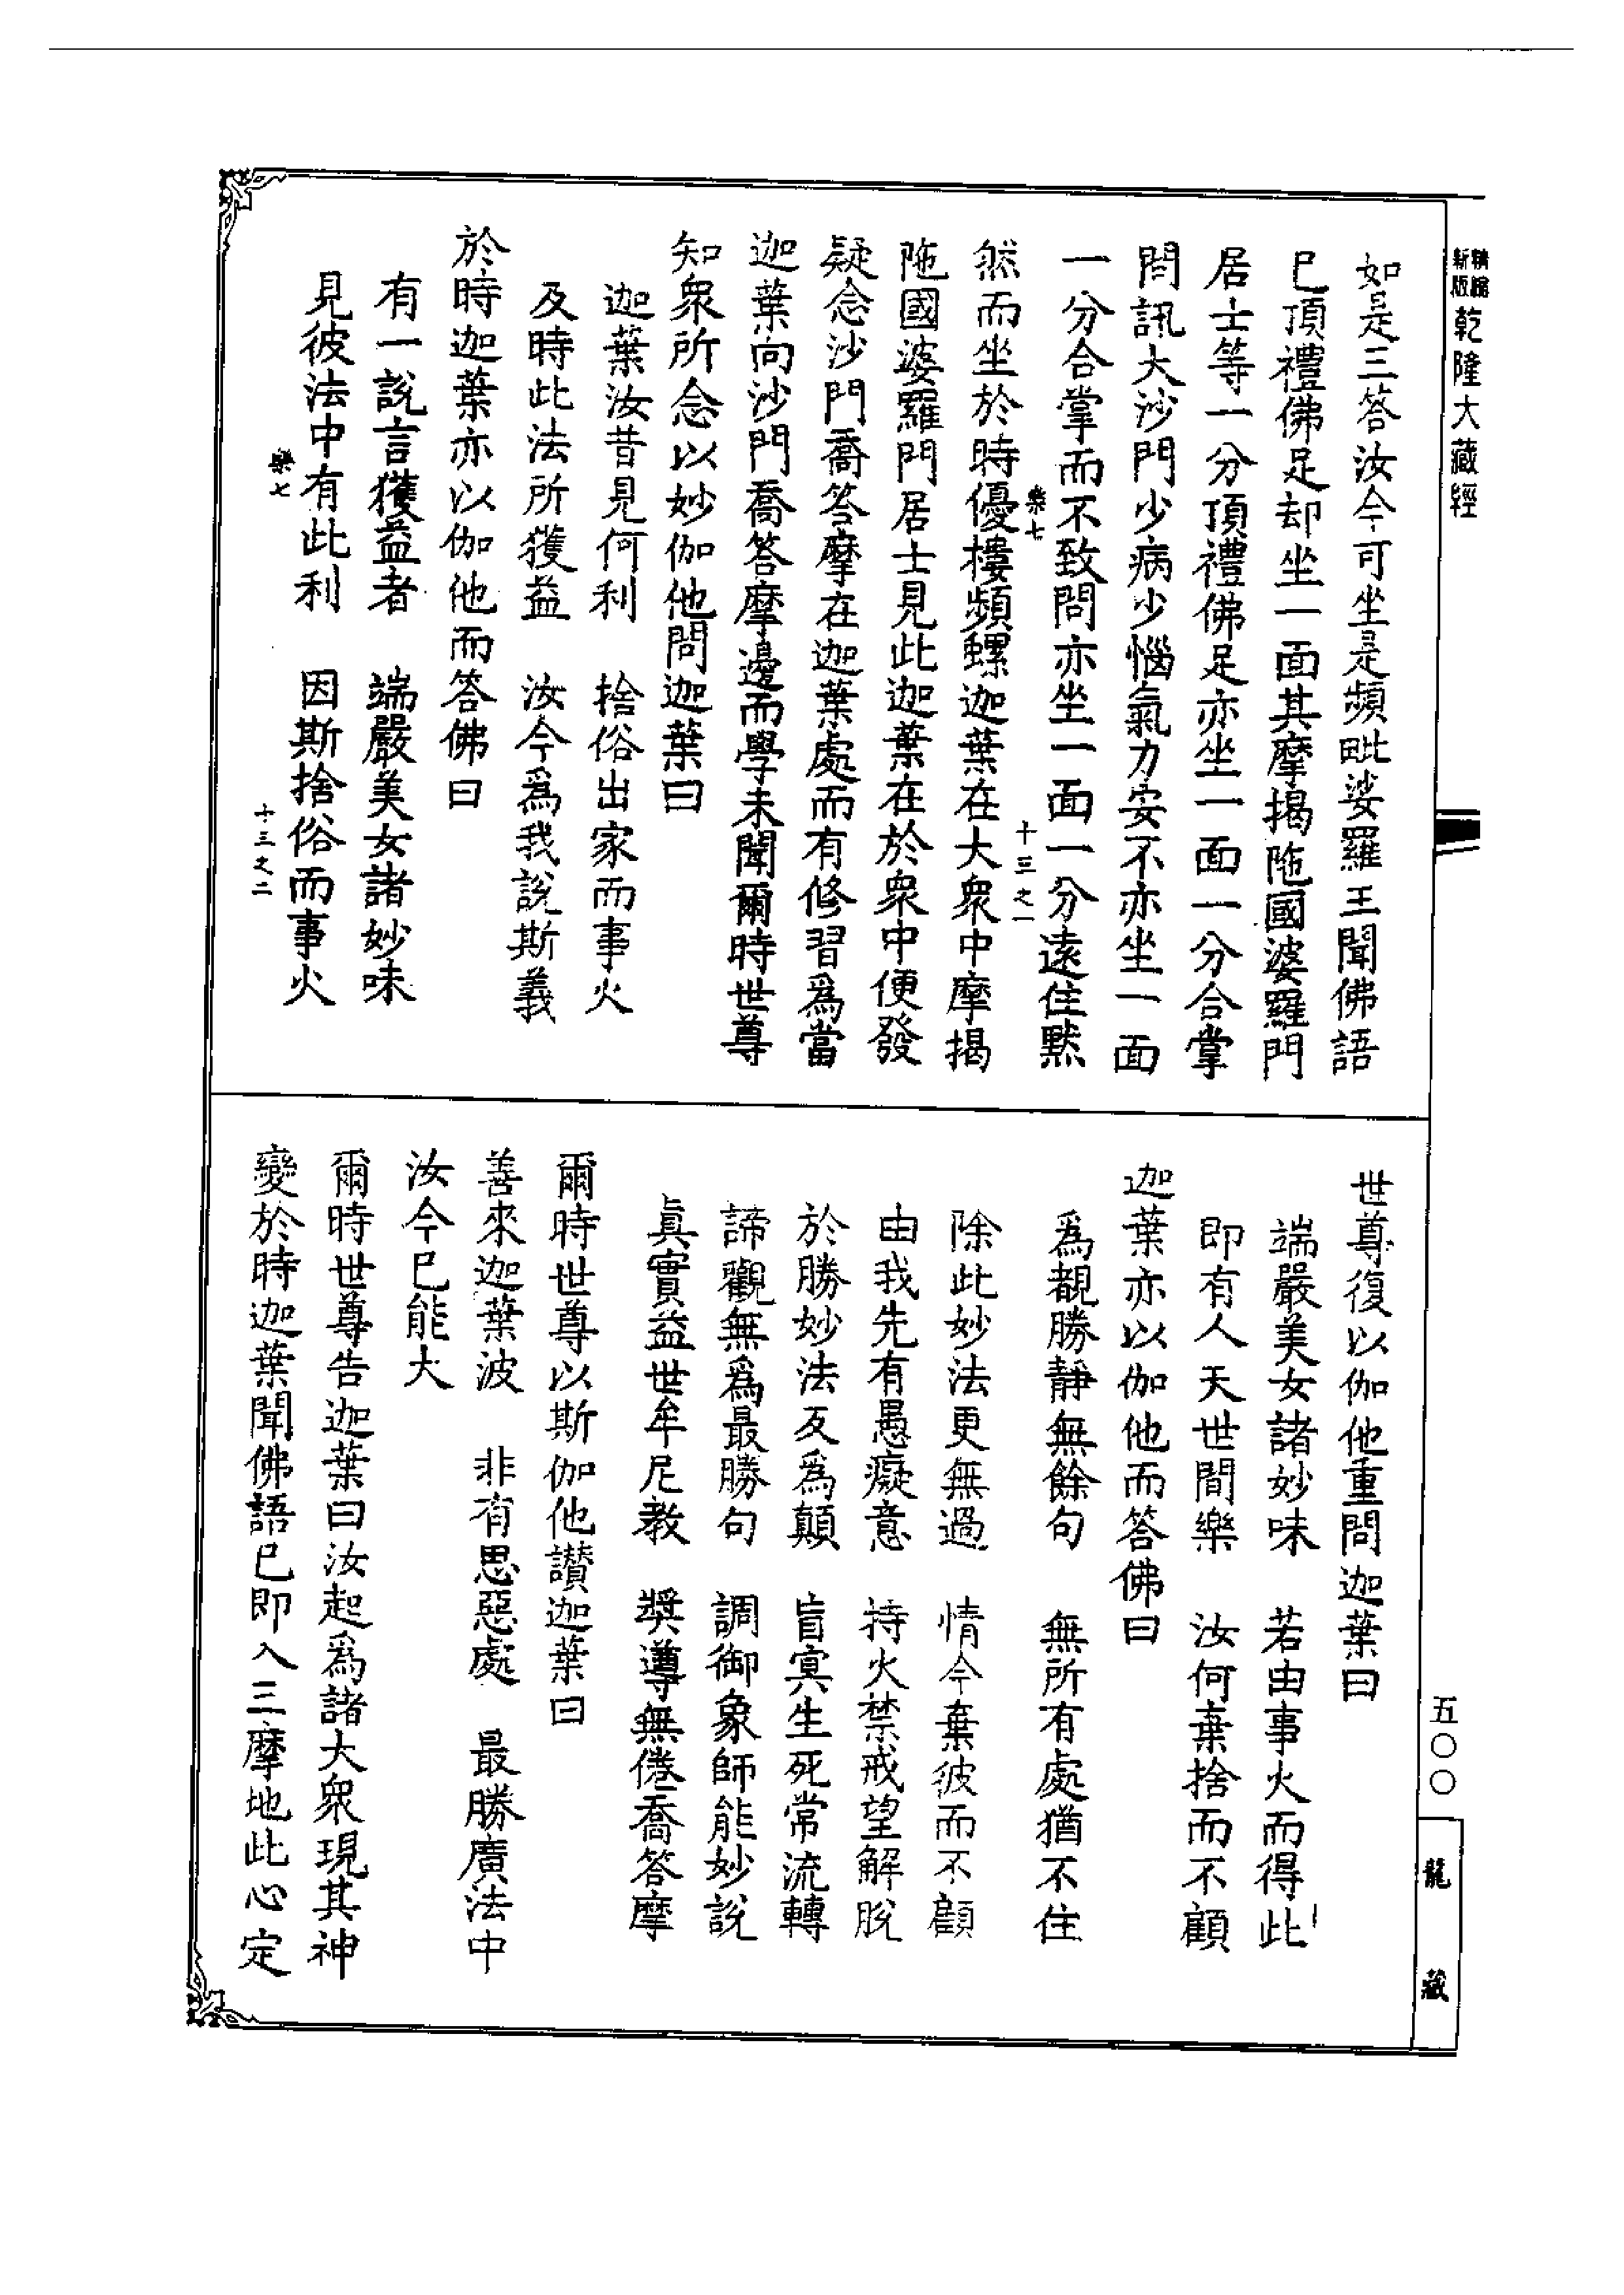 新版精縮乾隆大藏經
如是三答汝今可坐是頻毗娑羅王聞佛語
已頂禮佛足却坐一面其摩揭陁國婆羅門
居士等一分頂禮佛足亦坐一面一分合掌
問訊大沙門少病少惱氣力安不亦坐一面
一分合掌而不致問亦坐一面一分遠住黙
樂七 十三之一
然而坐於時優樓頻螺迦葉在大衆中摩揭
陁國婆羅門居士見此迦葉在於衆中便發
疑念沙門喬答摩在迦葉處而有修習爲當
迦葉向沙門喬答摩邊而學未聞爾時世尊
知衆所念以妙伽他問迦葉曰
迦葉汝昔見何利 捨俗出家而事火
及時此法所獲益 汝今爲我說斯義
於時迦葉亦以伽他而答佛曰
有一說言獲益者 端嚴美女諸妙味
見彼法中有此利 因斯捨俗而事火
樂七 十三之二
世尊復以伽他重問迦葉曰
端嚴美女諸妙味 若由事火而得此
即有人天世間樂 汝何棄捨而不顧
迦葉亦以伽他而答佛曰
爲覩勝靜無餘句 無所有處猶不住
除此妙法更無過 情今棄彼而不顧
由我先有愚癡意 持火禁戒望解脫
於勝妙法反爲顛 盲冥生死常流轉
諦觀無爲最勝句 調御象師能妙說
眞實益世牟尼教 獎導無倦喬答摩
爾時世尊以斯伽他讃迦葉曰
善來迦葉波 非有思惡處 最勝廣法中
汝今已能大
爾時世尊告迦葉曰汝起爲諸大衆現其神
變於時迦葉聞佛語已即入三摩地此心定
五〇〇
龍藏